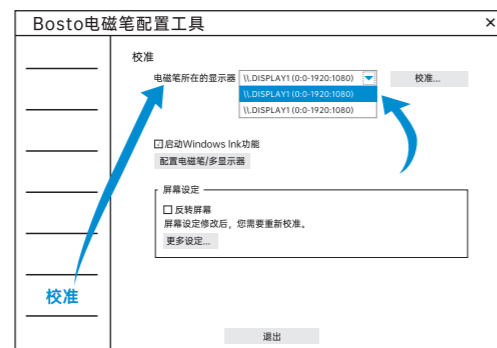 Bosto电磁笔配置工具 ×
校准
电磁笔所在的显示器 \\.DISPLAY1 (0:0-1920:1080) 校准...
\\.DISPLAY1 (0:0-1920:1080)
\\.DISPLAY1 (0:0-1920:1080)
启动Windows Ink功能
配置电磁笔/多显示器
屏幕设定
反转屏幕
屏幕设定修改后，您需要重新校准。
更多设定...
校准
退出